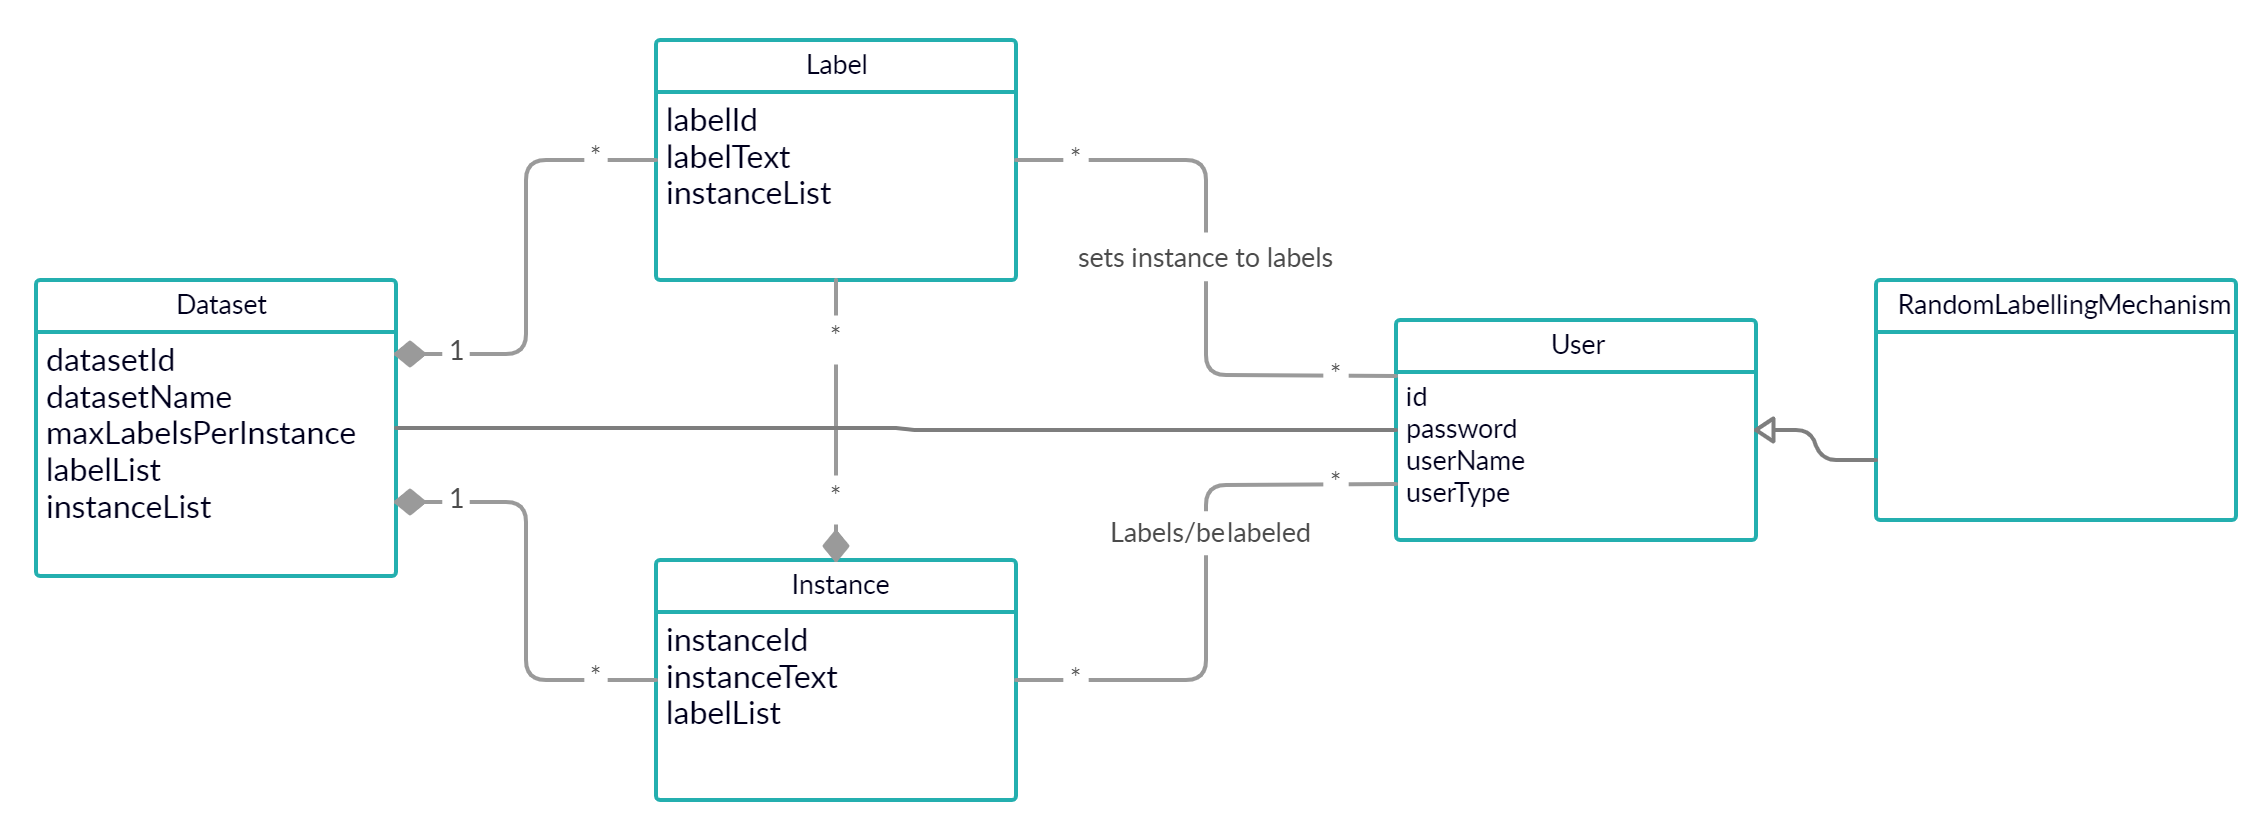 Label
labelId
labelText
instanceList
*
*
sets instance to labels
*
*
*
Dataset
datasetId
datasetName
maxLabelsPerInstance
labelList
instanceList
1
1
User
id
password
userName
userType
RandomLabellingMechanism
*
Labels/belabeled
Instance
instanceId
instanceText
labelList
*
*